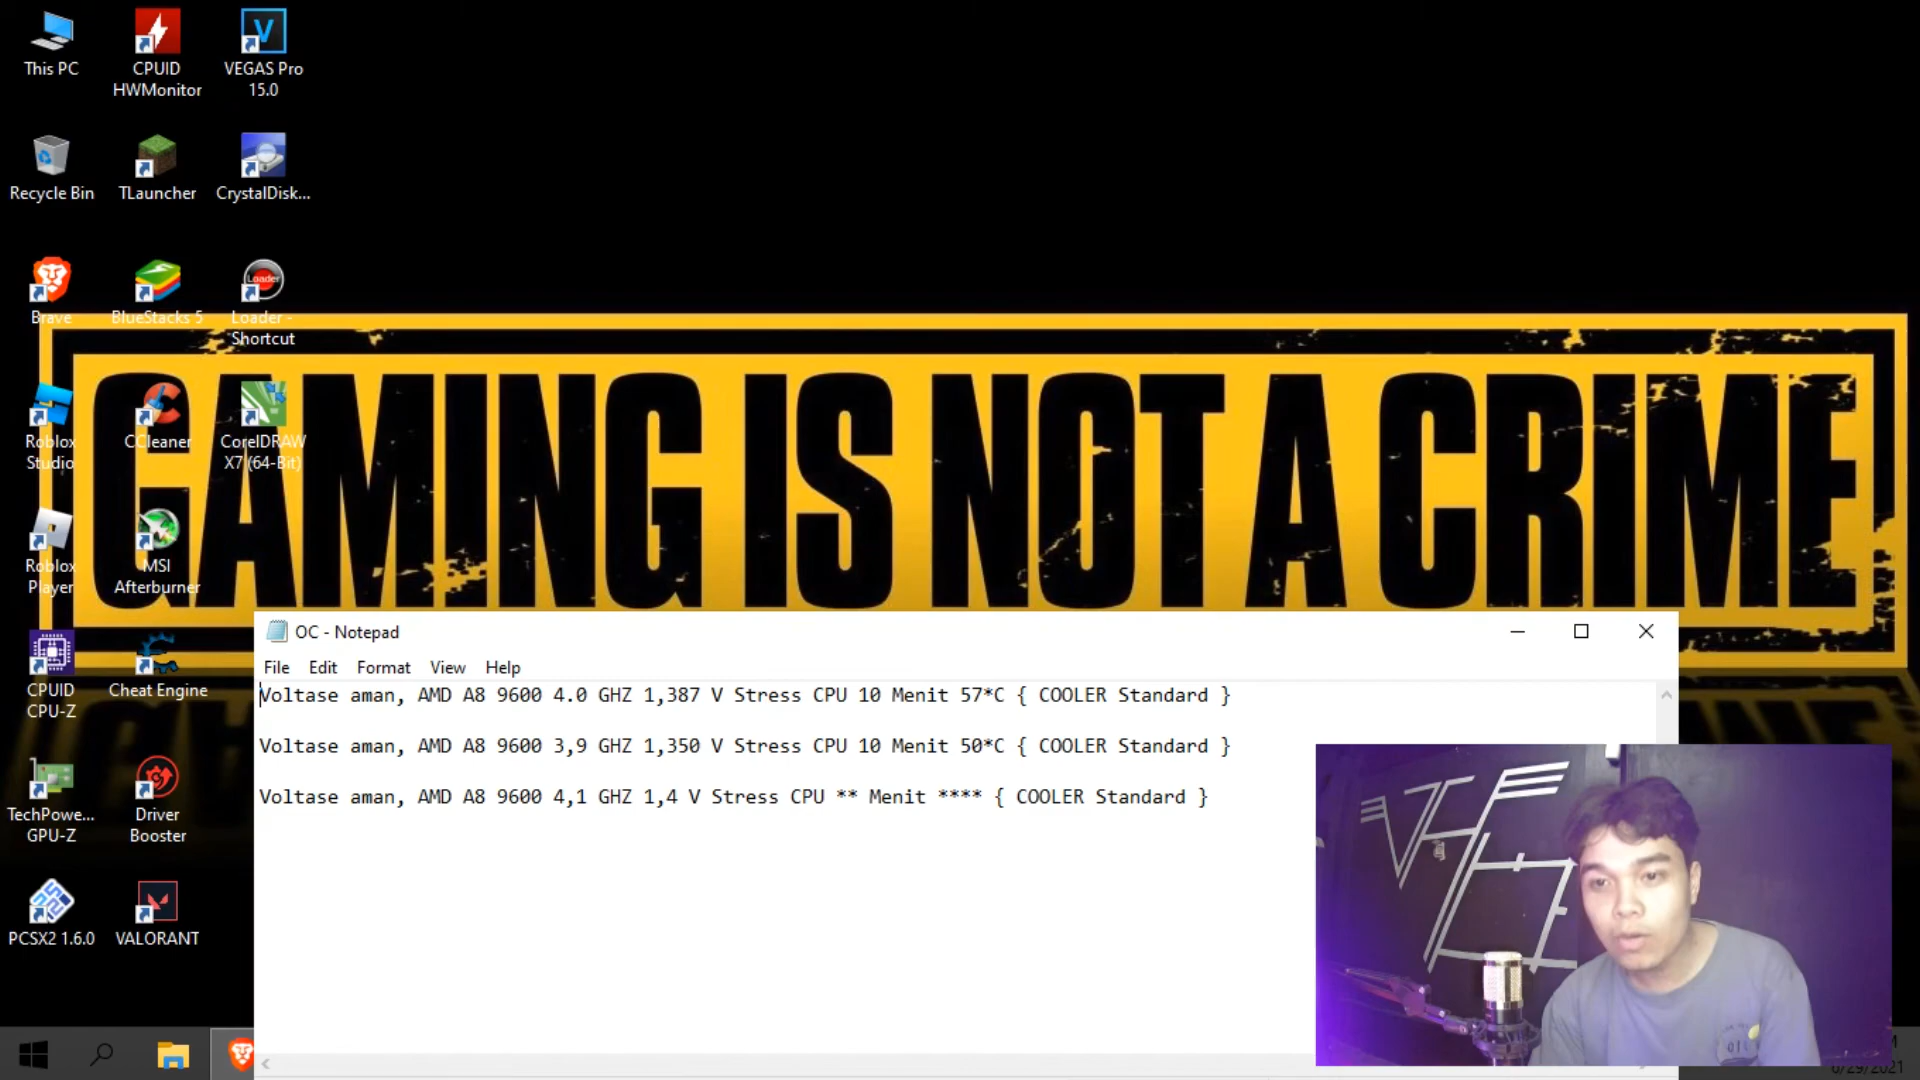 This PC
CPUID
HWMonitor
VEGAS Pro
15.0
Recycle Bin
TLauncher
CrystalDisk...
Brave
BlueStacks 5
Loader
Loader -
Shortcut
GAMING IS NOT A CRIME
Roblox
Studio
CCleaner
CorelDRAW
X7 (64-Bit)
Roblox
Player
MSI
Afterburner
CPUID
CPU-Z
Cheat Engine
TechPowe...
GPU-Z
Driver
Booster
PCSX2 1.6.0
VALORANT
OC - Notepad
File Edit Format View Help
Voltase aman, AMD A8 9600 4.0 GHZ 1,387 V Stress CPU 10 Menit 57*C { COOLER Standard }
Voltase aman, AMD A8 9600 3,9 GHZ 1,350 V Stress CPU 10 Menit 50*C { COOLER Standard }
Voltase aman, AMD A8 9600 4,1 GHZ 1,4 V Stress CPU ** Menit **** { COOLER Standard }
6/29/2021